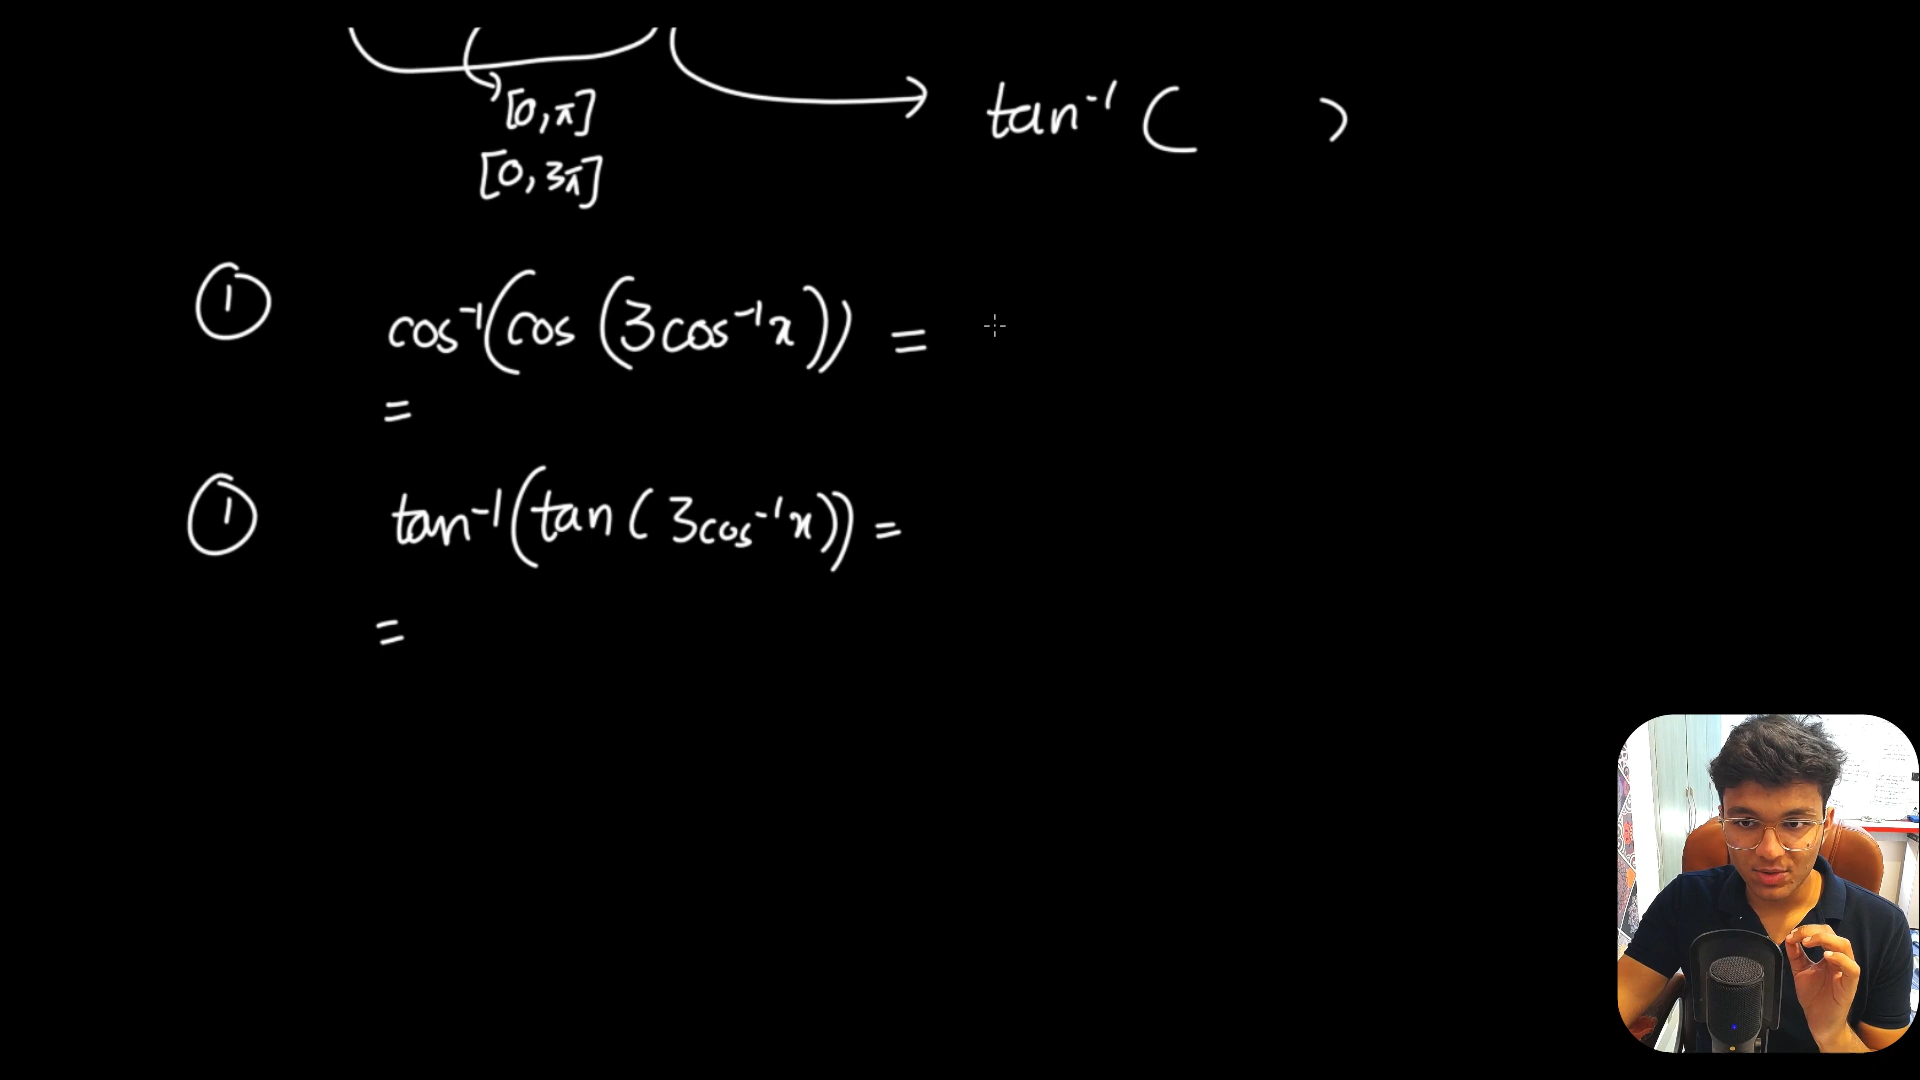 [0, π]
tan⁻¹ ( )
[0, 3π]
① cos⁻¹(cos (3cos⁻¹x)) =
=
① tan⁻¹(tan ( 3cos⁻¹x)) =
=